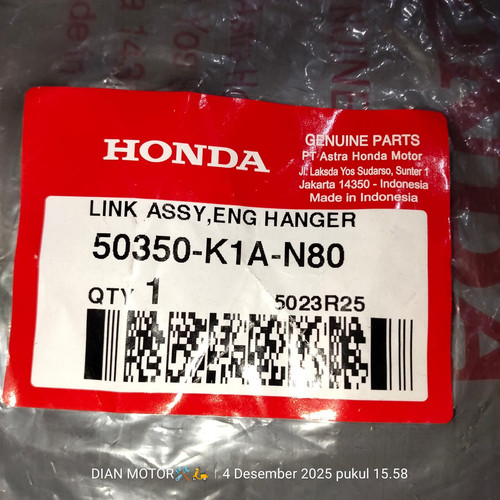 HONDA
GENUINE PARTS
PT Astra Honda Motor
Jl. Laksda Yos Sudarso, Sunter 1
Jakarta 14350 - Indonesia
Made in Indonesia
LINK ASSY,ENG HANGER
50350-K1A-N80
QTY 1
5023R25
DIAN MOTOR🛠️🛵 | 4 Desember 2025 pukul 15.58